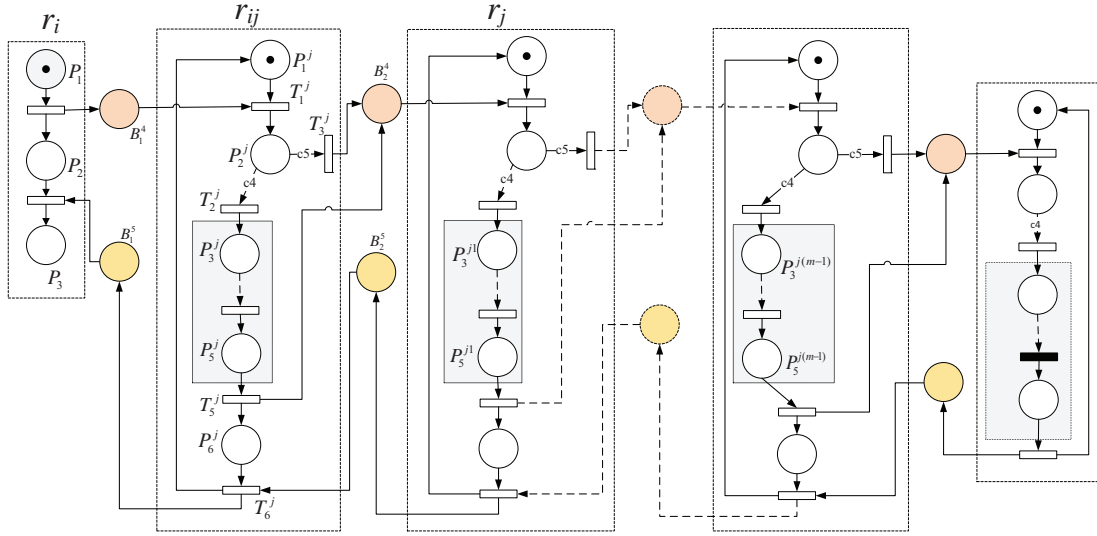 r_i
r_ij
r_j
P_1
P_2
P_3
B_1^4
B_1^5
P_1^j
T_1^j
T_3^j
P_2^j
c5
c4
T_2^j
P_3^j
P_5^j
T_5^j
P_6^j
T_6^j
B_2^4
B_2^5
c5
c4
P_3^{j1}
P_5^{j1}
c5
c4
P_3^{j(m-1)}
P_5^{j(m-1)}
c4